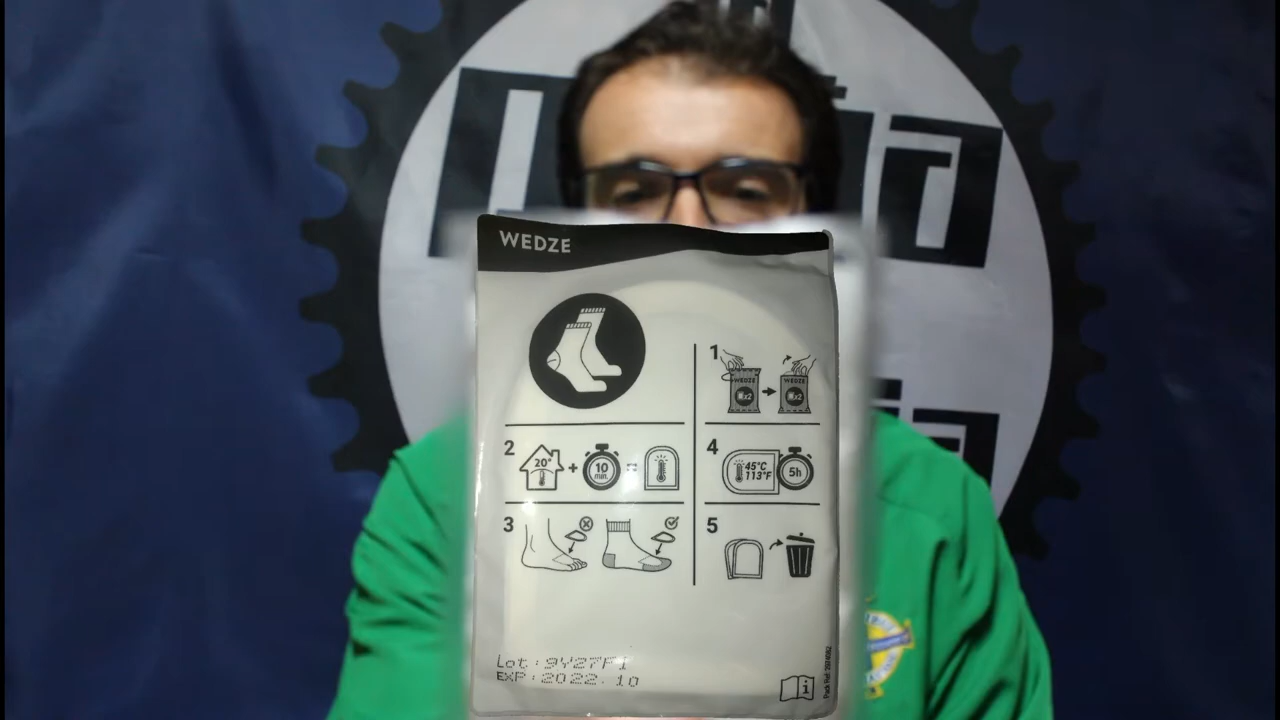 WEDZE
1
WEDZE
x2
WEDZE
x2
2
20°
+
10
min.
=
3
4
45°C
113°F
5h
5
Lot : 9Y27F1
EXP : 2022. 10
i